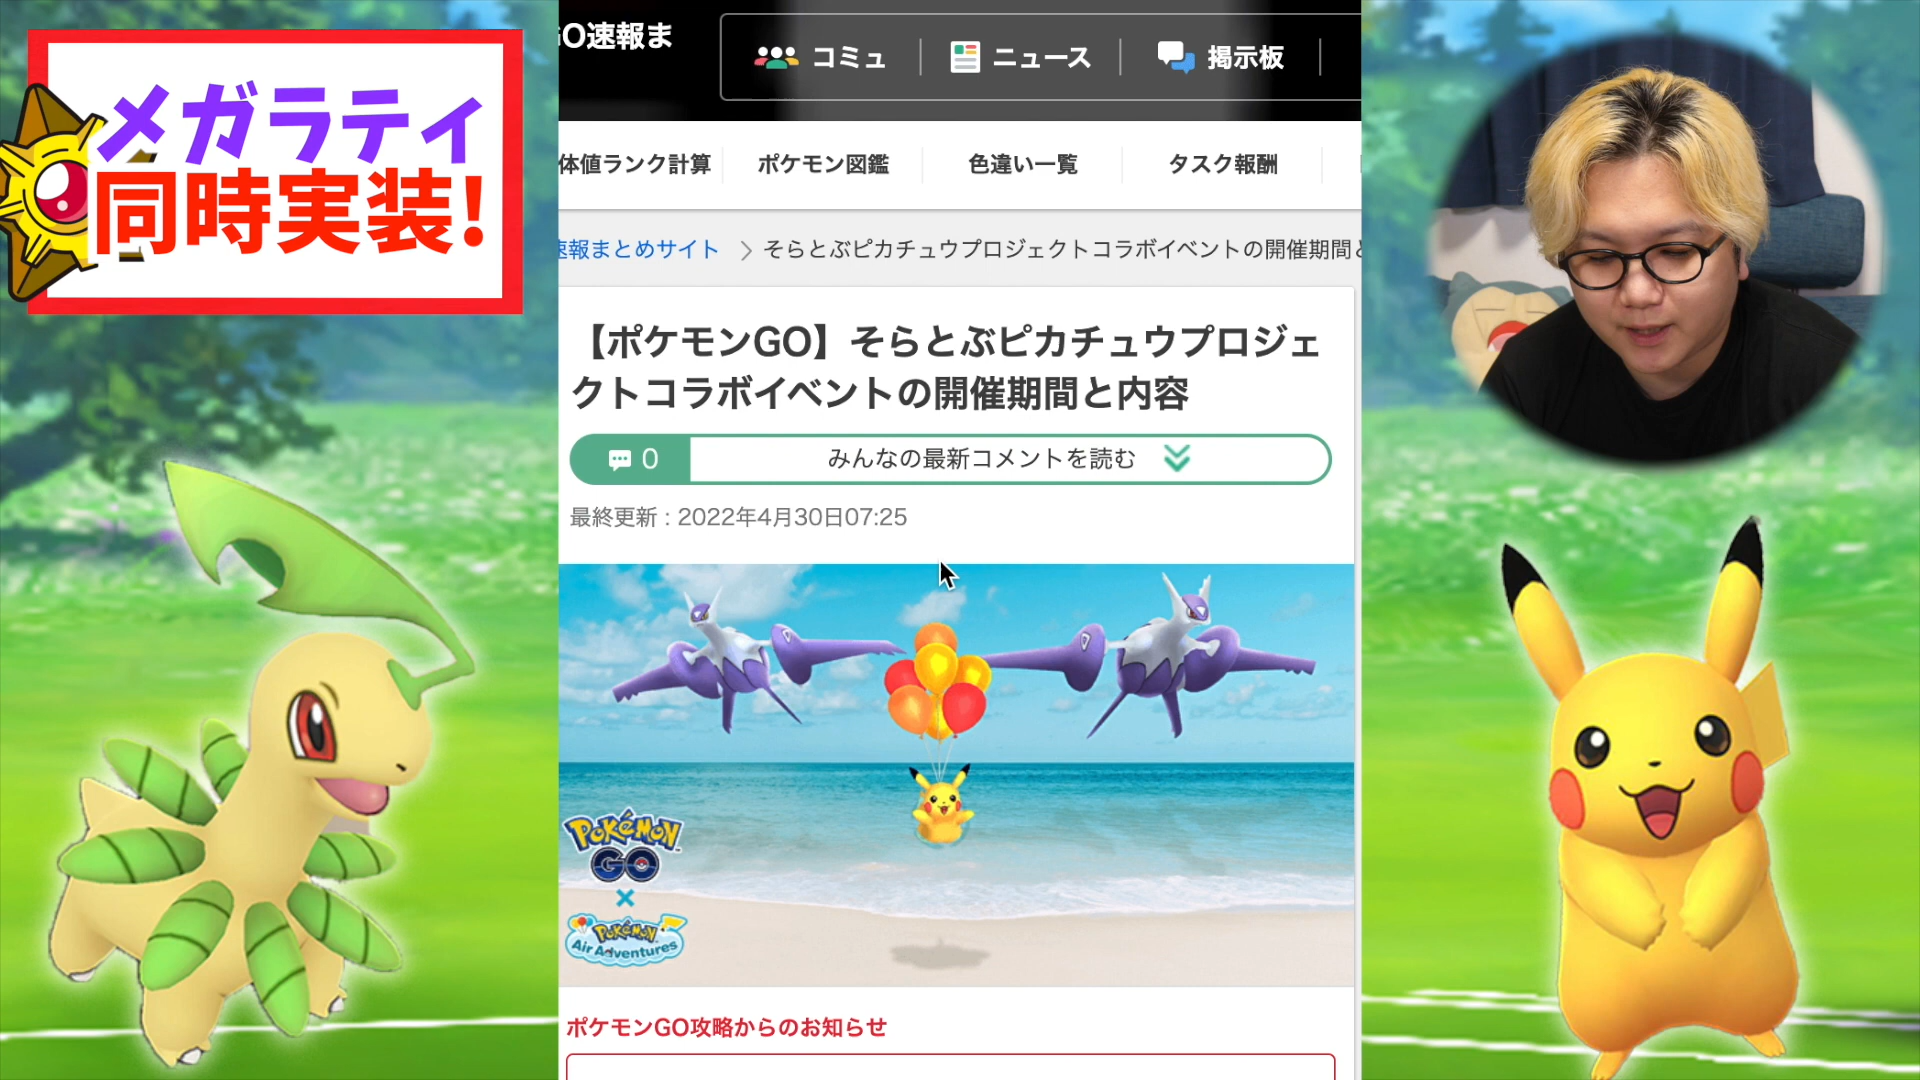 メガラティ
同時実装!
GO速報ま
コミュ
ニュース
掲示板
体値ランク計算
ポケモン図鑑
色違い一覧
タスク報酬
速報まとめサイト
そらとぶピカチュウプロジェクトコラボイベントの開催期間と
【ポケモンGO】そらとぶピカチュウプロジェ
クトコラボイベントの開催期間と内容
0
みんなの最新コメントを読む
最終更新 : 2022年4月30日07:25
POKéMON
GO
×
POKéMON
Air Adventures
ポケモンGO攻略からのお知らせ